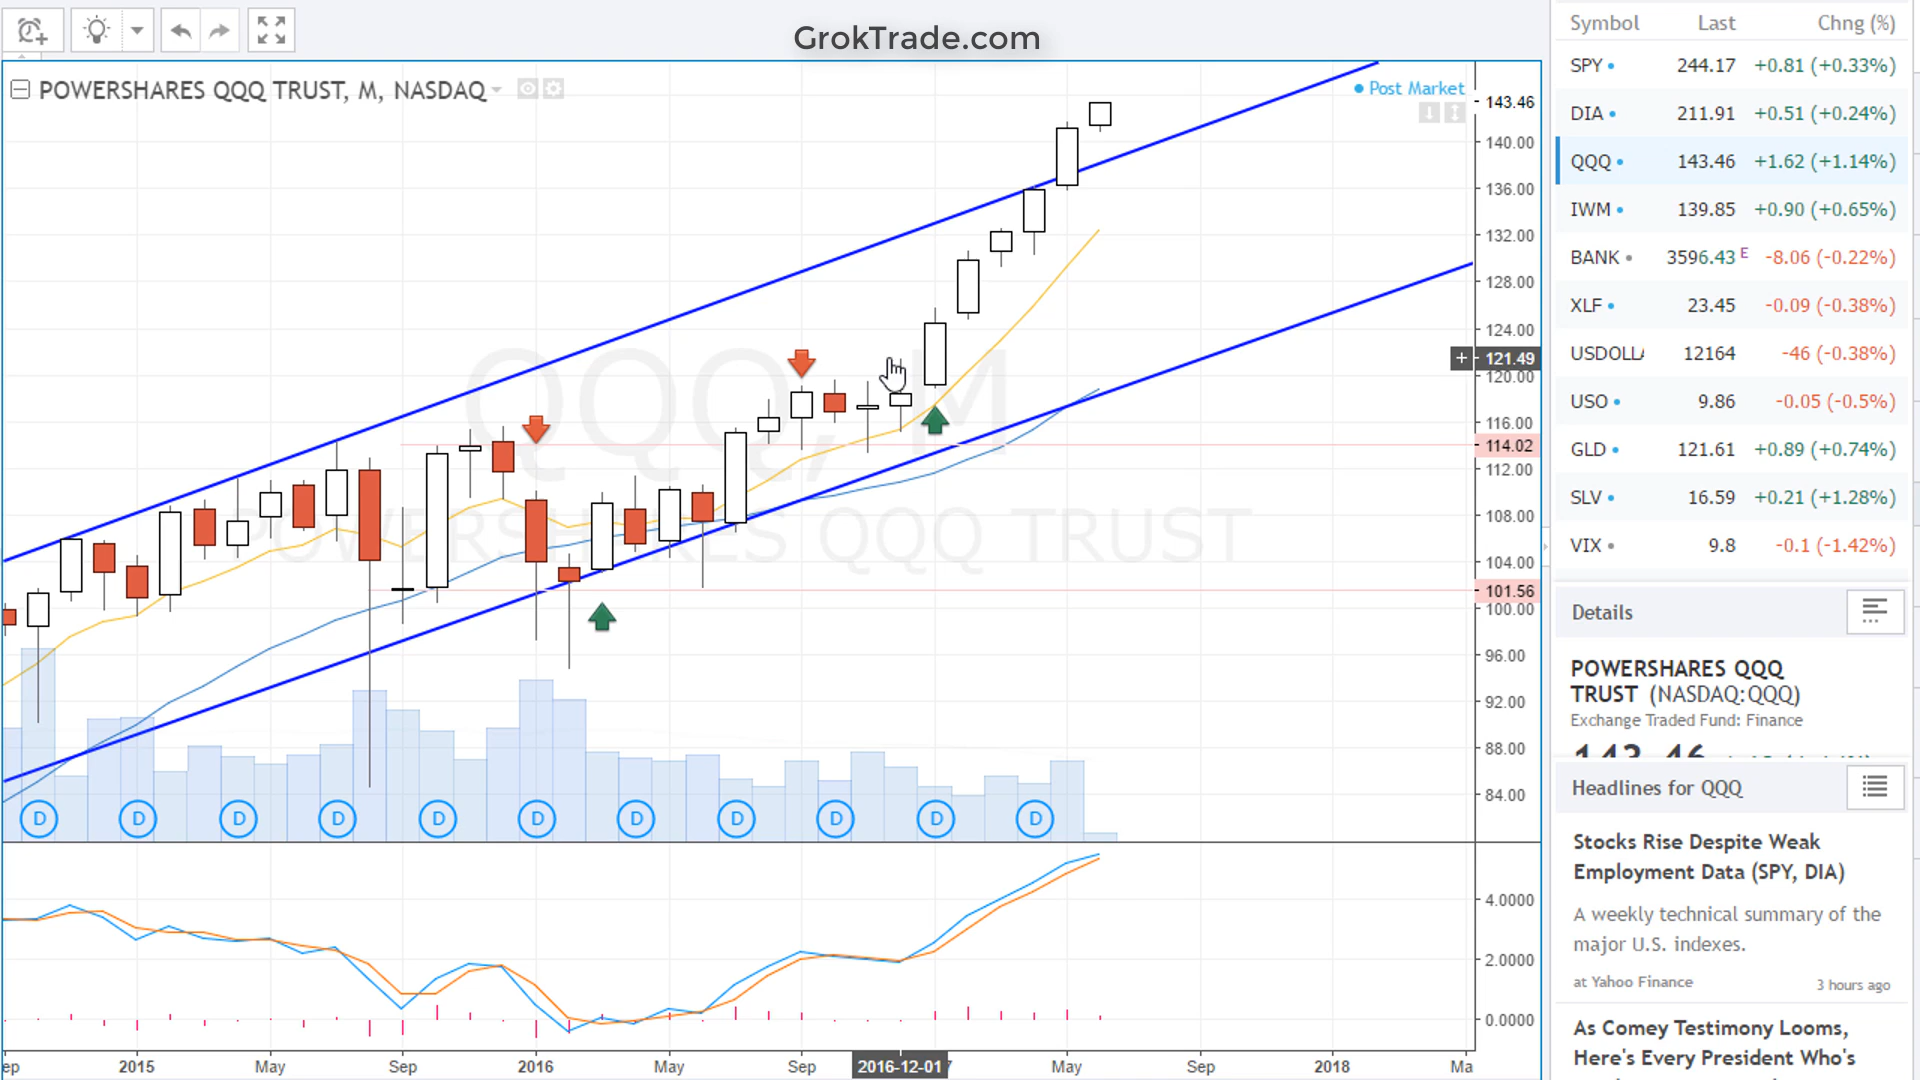 GrokTrade.com
POWERSHARES QQQ TRUST, M, NASDAQ
Post Market
143.46
140.00
136.00
132.00
128.00
124.00
121.49
120.00
116.00
114.02
112.00
108.00
104.00
101.56
100.00
96.00
92.00
88.00
84.00
QQQ, M
POWERSHARES QQQ TRUST
D D D D D D D D D D D
4.0000
2.0000
0.0000
ep 2015 May Sep 2016 May Sep 2016-12-01 May Sep 2018 Ma
Symbol Last Chng (%)
SPY 244.17 +0.81 (+0.33%)
DIA 211.91 +0.51 (+0.24%)
QQQ 143.46 +1.62 (+1.14%)
IWM 139.85 +0.90 (+0.65%)
BANK 3596.43 E -8.06 (-0.22%)
XLF 23.45 -0.09 (-0.38%)
USDOLLA 12164 -46 (-0.38%)
USO 9.86 -0.05 (-0.5%)
GLD 121.61 +0.89 (+0.74%)
SLV 16.59 +0.21 (+1.28%)
VIX 9.8 -0.1 (-1.42%)
Details
POWERSHARES QQQ
TRUST (NASDAQ:QQQ)
Exchange Traded Fund: Finance
143.46
Headlines for QQQ
Stocks Rise Despite Weak
Employment Data (SPY, DIA)
A weekly technical summary of the
major U.S. indexes.
at Yahoo Finance 3 hours ago
As Comey Testimony Looms,
Here's Every President Who's